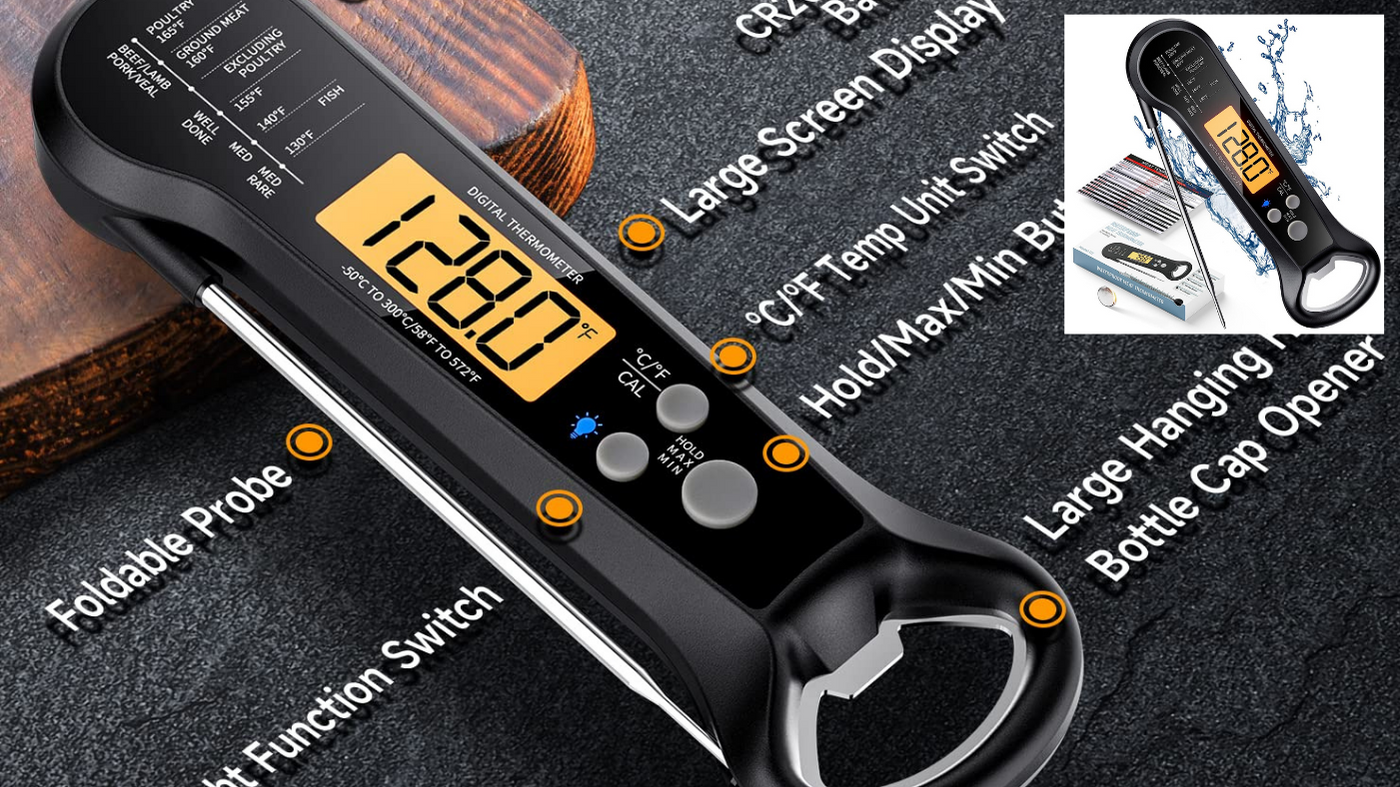 POULTRY
165°F
GROUND MEAT
160°F
EXCLUDING
POULTRY
BEEF/LAMB
PORK/VEAL
155°F
140°F
FISH
130°F
WELL
DONE
MED
MED
RARE
DIGITAL THERMOMETER
128.0°F
-50°C TO 300°C/58°F TO 572°F
°C/°F
CAL
HOLD
MAX
MIN
Large Screen Display
°C/°F Temp Unit Switch
Hold/Max/Min
Large Hanging
Bottle Cap Opener
Foldable Probe
Function Switch
128.0